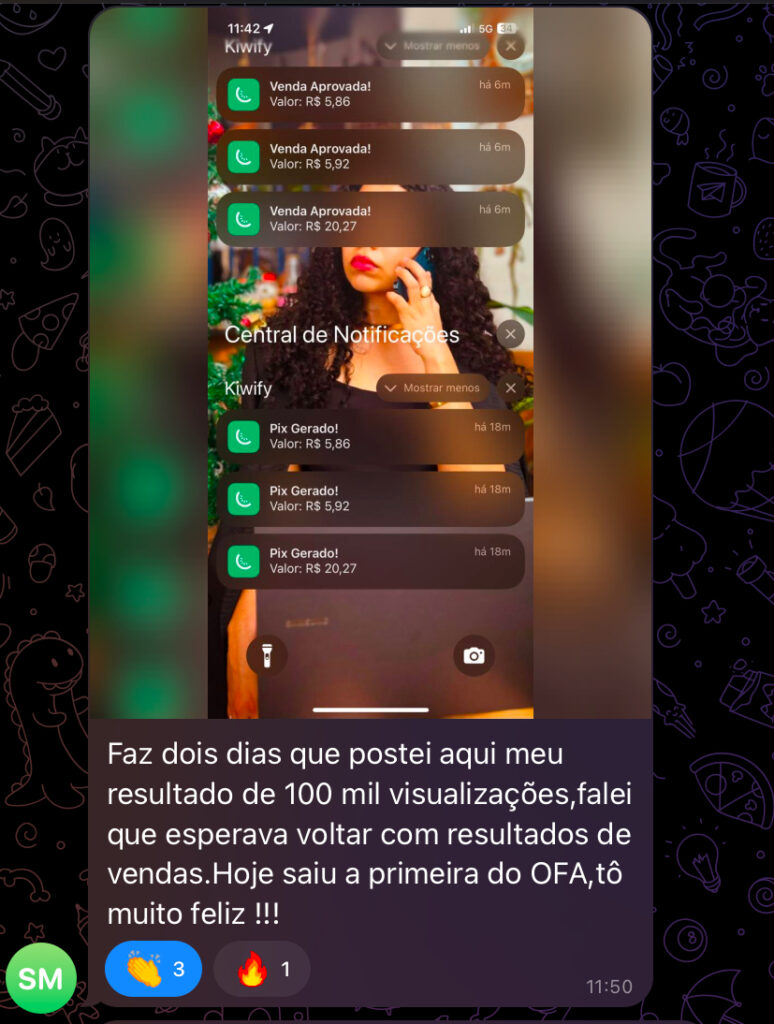 11:42
5G 34
Kiwify
Mostrar menos
Venda Aprovada!
há 6m
Valor: R$ 5,86
Venda Aprovada!
há 6m
Valor: R$ 5,92
Venda Aprovada!
há 6m
Valor: R$ 20,27
Central de Notificações
Kiwify
Mostrar menos
Pix Gerado!
há 18m
Valor: R$ 5,86
Pix Gerado!
há 18m
Valor: R$ 5,92
Pix Gerado!
há 18m
Valor: R$ 20,27
Faz dois dias que postei aqui meu
resultado de 100 mil visualizações,falei
que esperava voltar com resultados de
vendas.Hoje saiu a primeira do OFA,tô
muito feliz !!!
👏 3
🔥 1
SM
11:50